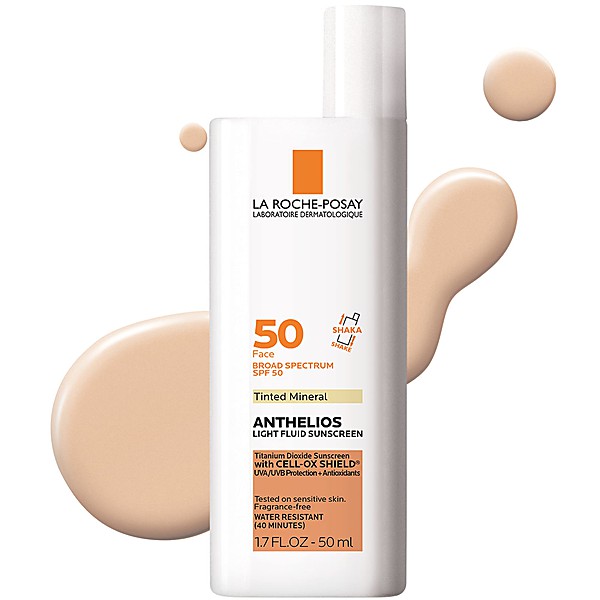 LA ROCHE-POSAY
LABORATOIRE DERMATOLOGIQUE
50
Face
BROAD SPECTRUM
SPF 50
SHAKA
SHAKE
Tinted Mineral
ANTHELIOS
LIGHT FLUID SUNSCREEN
Titanium Dioxide Sunscreen
with CELL-OX SHIELD®
UVA/UVB Protection + Antioxidants
Tested on sensitive skin.
Fragrance-free
WATER RESISTANT
(40 MINUTES)
1.7 FL.OZ - 50 ml